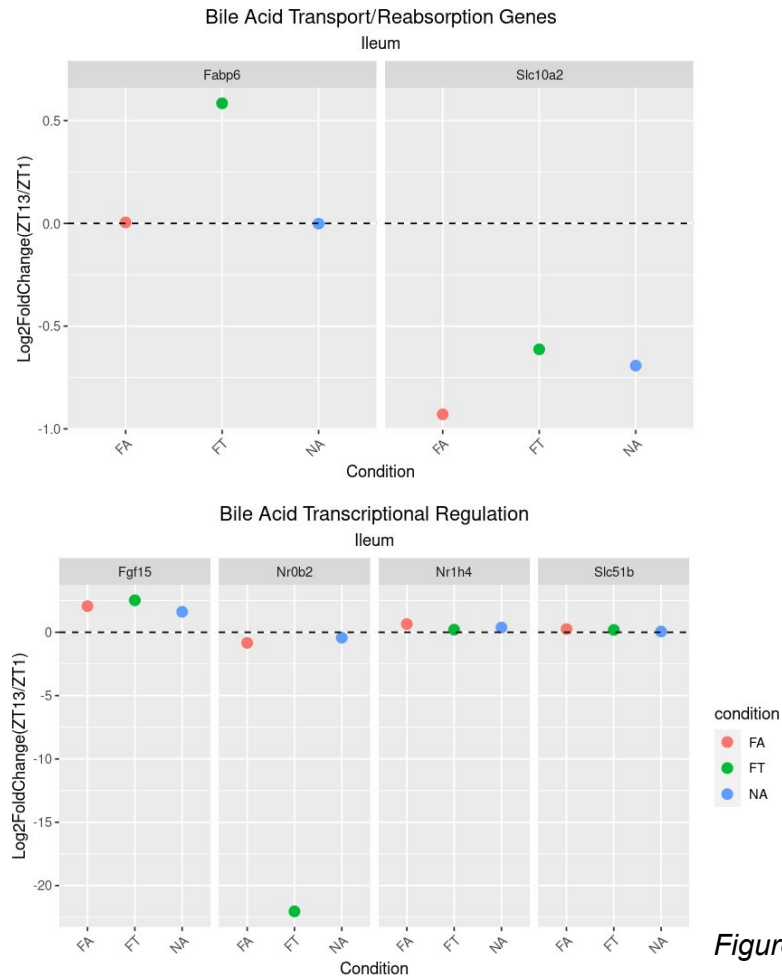 Bile Acid Transport/Reabsorption Genes
Ileum
Fabp6 Slc10a2
Log2FoldChange(ZT13/ZT1)
0.5
0.0
-0.5
-1.0
FA FT NA FA FT NA
Condition
Bile Acid Transcriptional Regulation
Ileum
Fgf15 Nr0b2 Nr1h4 Slc51b
Log2FoldChange(ZT13/ZT1)
0
-5
-10
-15
-20
FA FT NA FA FT NA FA FT NA FA FT NA
Condition
condition
FA
FT
NA